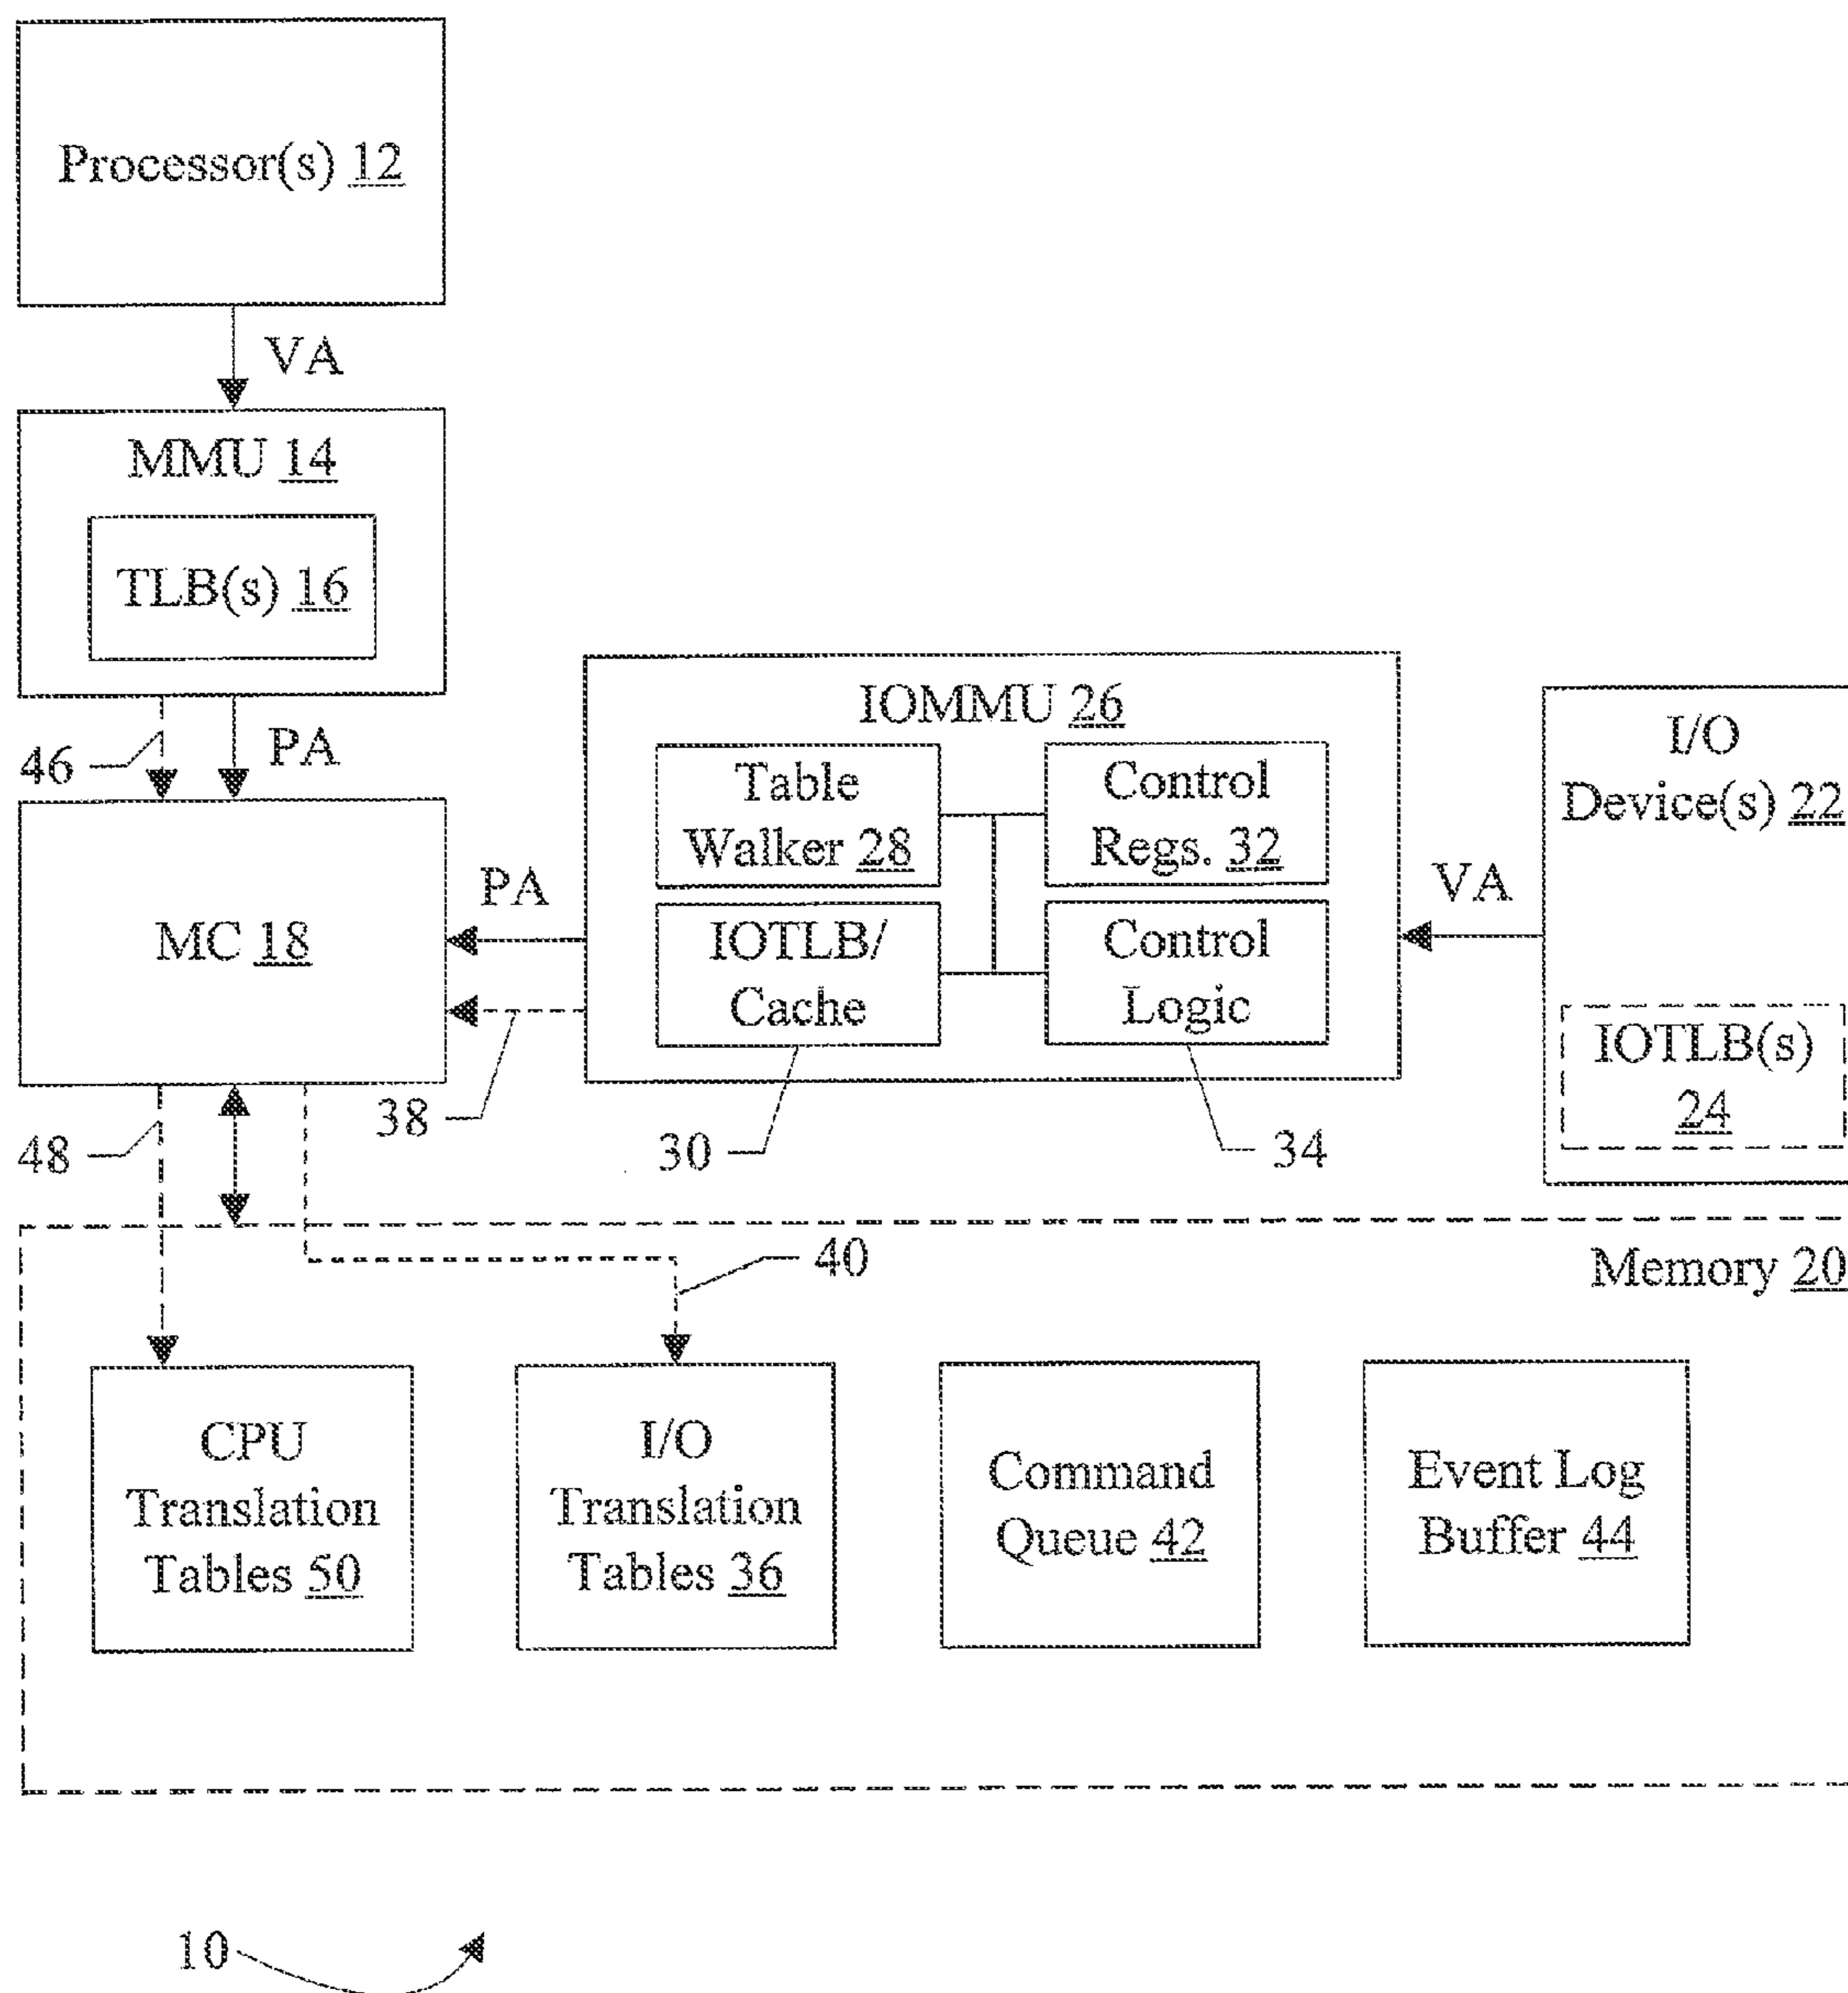 Processor(s) 12
VA
MMU 14
TLB(s) 16
46
PA
MC 18
PA
38
IOMMU 26
Table
Walker 28
Control
Regs. 32
IOTLB/
Cache
Control
Logic
30
34
VA
I/O
Device(s) 22
IOTLB(s)
24
48
40
Memory 20
CPU
Translation
Tables 50
I/O
Translation
Tables 36
Command
Queue 42
Event Log
Buffer 44
10